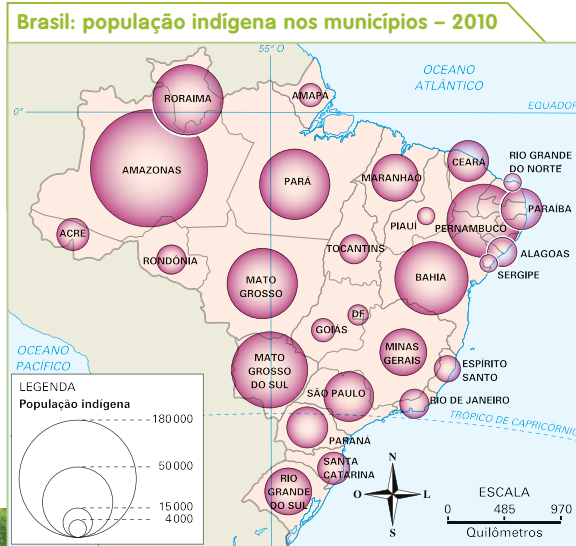 Brasil: população indígena nos municípios – 2010
55° O
OCEANO
ATLÂNTICO
0°
EQUADOR
RORAIMA
AMAPÁ
AMAZONAS
PARÁ
MARANHÃO
CEARÁ
RIO GRANDE
DO NORTE
PARAÍBA
PIAUÍ
PERNAMBUCO
ALAGOAS
SERGIPE
ACRE
RONDÔNIA
TOCANTINS
MATO
GROSSO
BAHIA
DF
GOIÁS
MINAS
GERAIS
MATO
GROSSO
DO SUL
ESPÍRITO
SANTO
SÃO PAULO
RIO DE JANEIRO
TRÓPICO DE CAPRICÓRNIO
PARANÁ
SANTA
CATARINA
RIO
GRANDE
DO SUL
OCEANO
PACÍFICO
LEGENDA
População indígena
180 000
50 000
15 000
4 000
N
O
L
S
ESCALA
0 485 970
Quilômetros